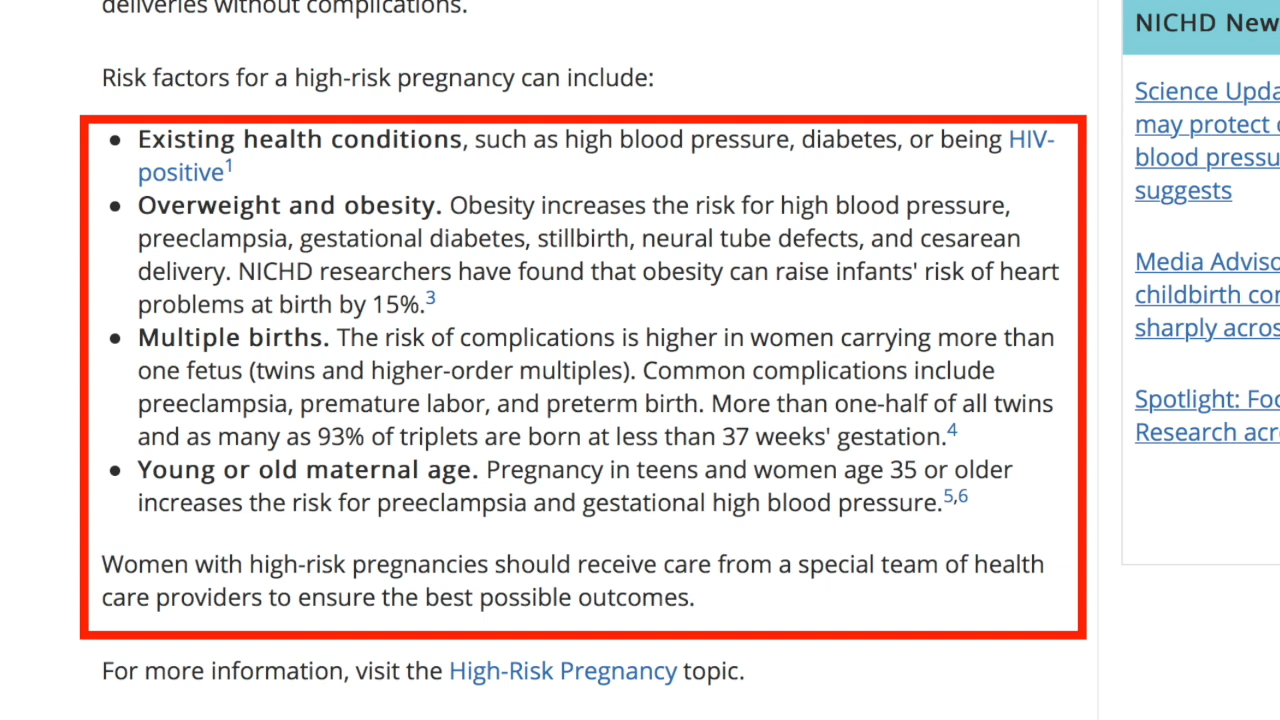 deliveries without complications.
Risk factors for a high-risk pregnancy can include:
• Existing health conditions, such as high blood pressure, diabetes, or being HIV-
positive1
• Overweight and obesity. Obesity increases the risk for high blood pressure,
preeclampsia, gestational diabetes, stillbirth, neural tube defects, and cesarean
delivery. NICHD researchers have found that obesity can raise infants' risk of heart
problems at birth by 15%.3
• Multiple births. The risk of complications is higher in women carrying more than
one fetus (twins and higher-order multiples). Common complications include
preeclampsia, premature labor, and preterm birth. More than one-half of all twins
and as many as 93% of triplets are born at less than 37 weeks' gestation.4
• Young or old maternal age. Pregnancy in teens and women age 35 or older
increases the risk for preeclampsia and gestational high blood pressure.5,6
Women with high-risk pregnancies should receive care from a special team of health
care providers to ensure the best possible outcomes.
For more information, visit the High-Risk Pregnancy topic.
NICHD New
Science Upda
may protect
blood pressu
suggests
Media Adviso
childbirth co
sharply acros
Spotlight: Fo
Research acr